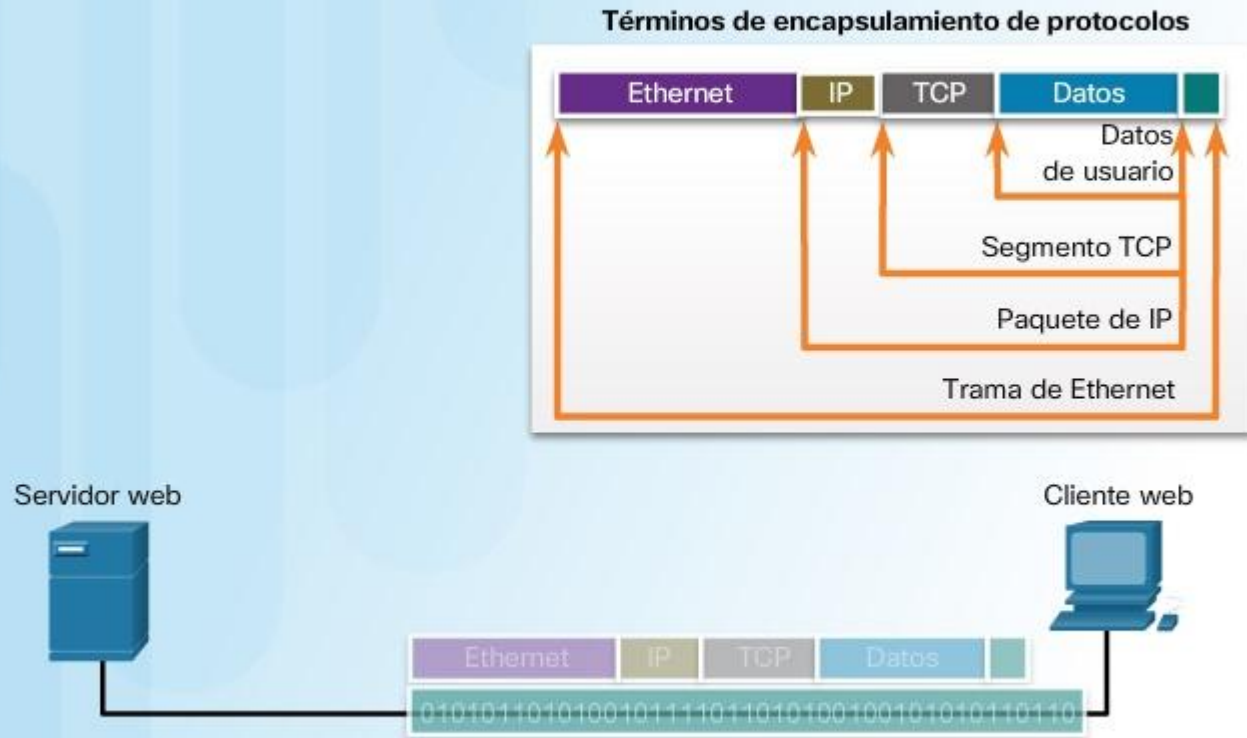 Términos de encapsulamiento de protocolos
Ethernet IP TCP Datos
Datos
de usuario
Segmento TCP
Paquete de IP
Trama de Ethernet
Servidor web
Cliente web
Ethernet IP TCP Datos